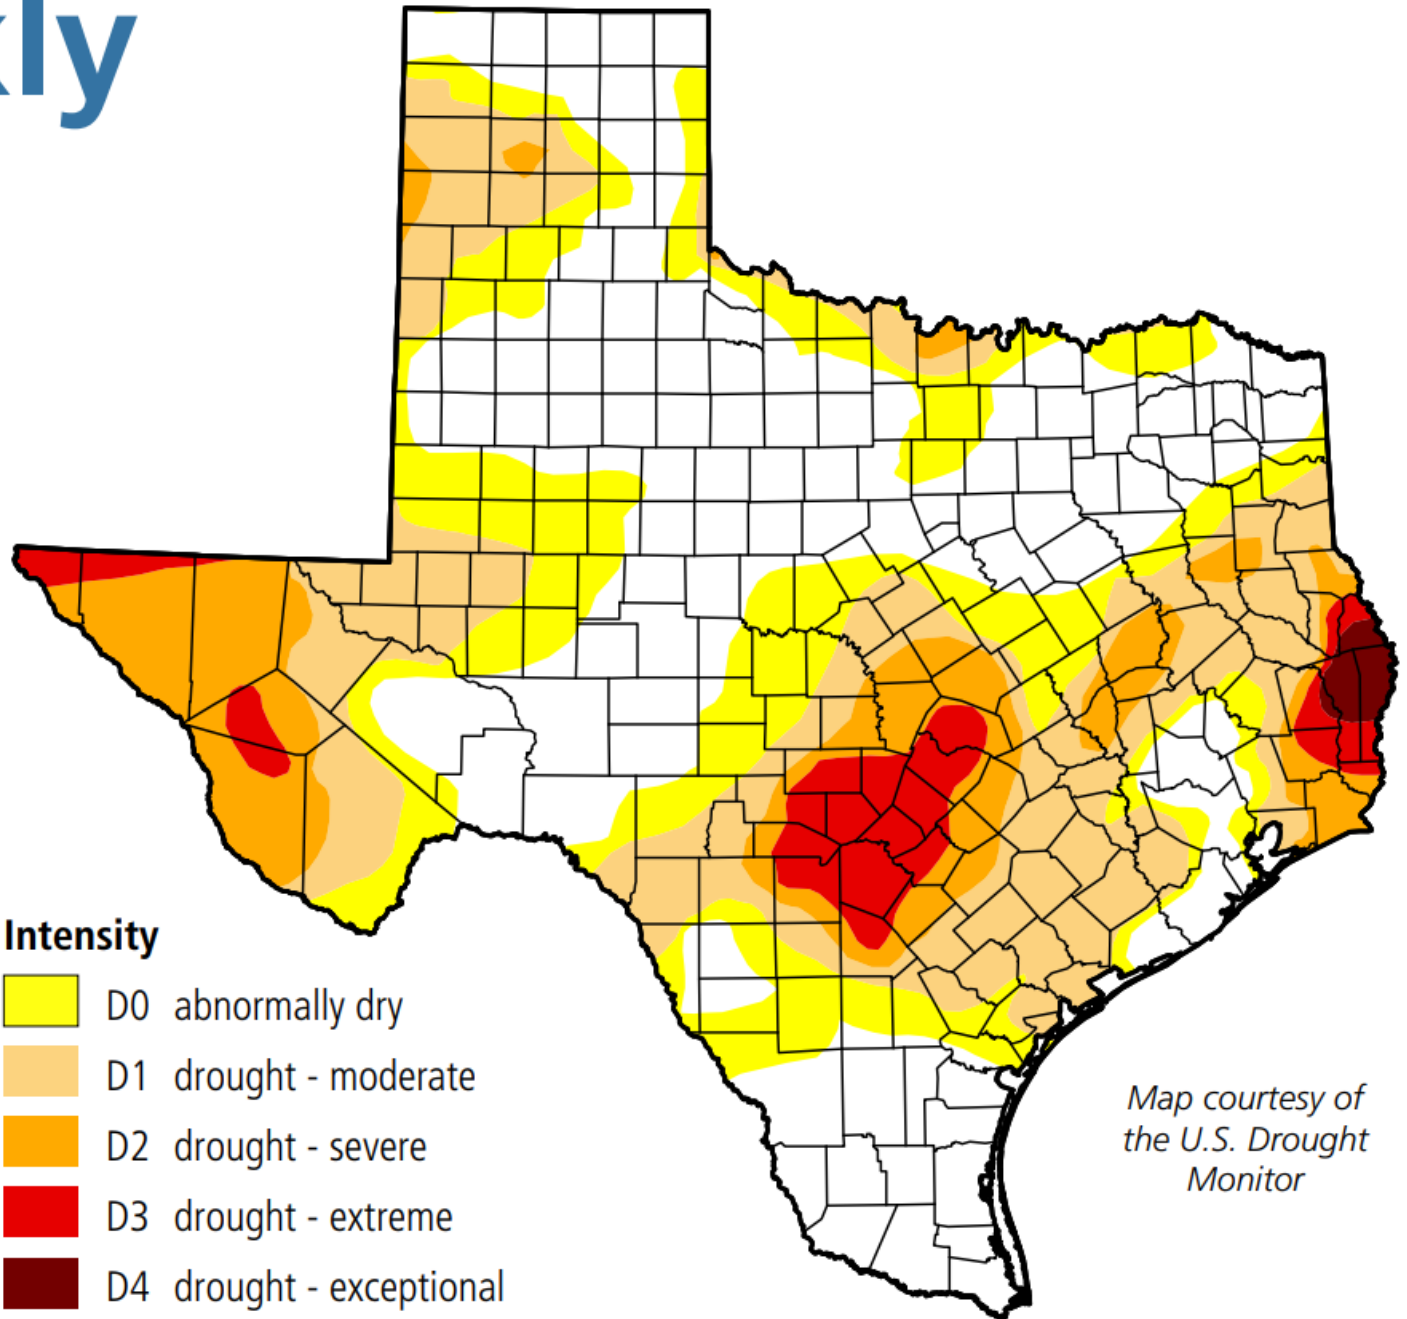 kly
Intensity
D0 abnormally dry
D1 drought - moderate
D2 drought - severe
D3 drought - extreme
D4 drought - exceptional
Map courtesy of
the U.S. Drought
Monitor